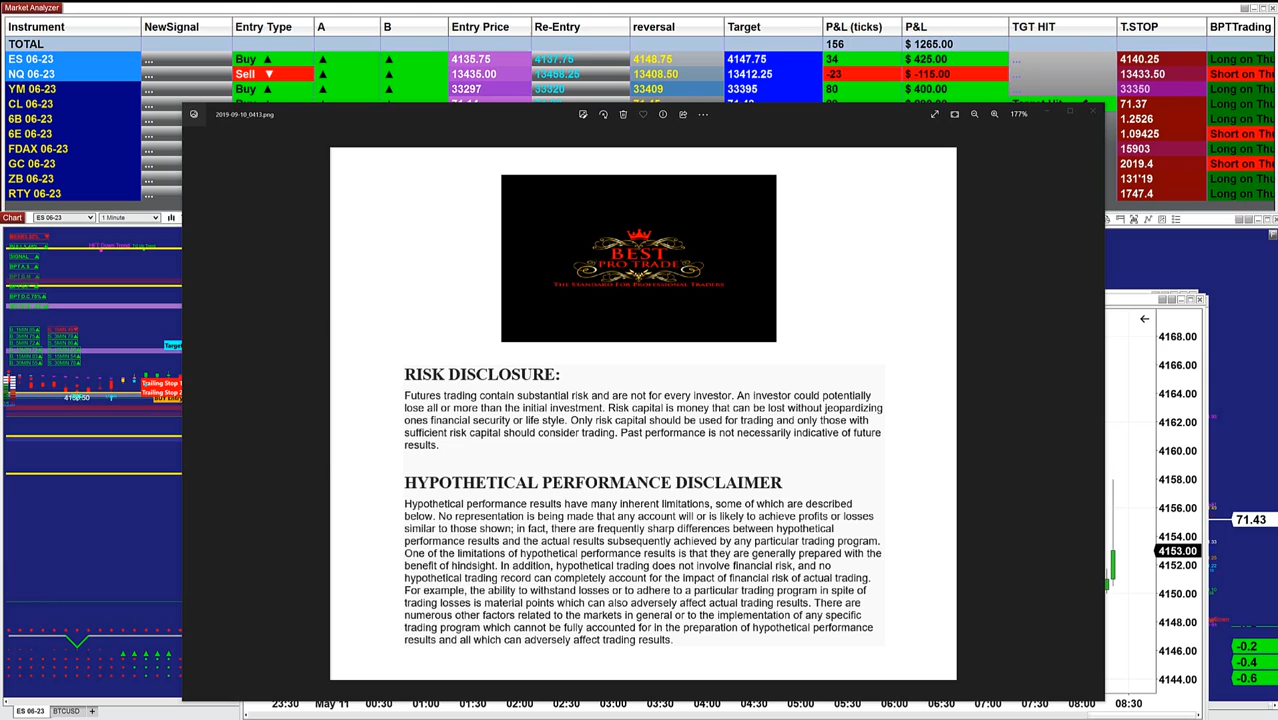 Market Analyzer
Instrument NewSignal Entry Type A B Entry Price Re-Entry reversal Target P&L (ticks) P&L TGT HIT T.STOP BPTTrading
TOTAL 156 $ 1265.00
ES 06-23 ... Buy ▲ ▲ ▲ 4135.75 4137.75 4148.75 4147.75 34 $ 425.00 ... 4140.25 Long on Thu
NQ 06-23 ... Sell ▼ ▲ ▲ 13435.00 13468.25 13408.50 13412.25 -23 $ -115.00 ... 13433.50 Short on Thu
YM 06-23 ... Buy ▲ ▲ ▲ 33297 33320 33409 33395 80 $ 400.00 ... 33350 Long on Thu
CL 06-23 ... 71.37 Long on Thu
6B 06-23 ... 1.2526 Long on Thu
6E 06-23 ... 1.09425 Short on Thu
FDAX 06-23 ... 15903 Long on Thu
GC 06-23 ... 2019.4 Short on Thu
ZB 06-23 ... 131'19 Long on Thu
RTY 06-23 ... 1747.4 Long on Thu
2019-09-10_0413.png 177%
Chart ES 06-23 1 Minute
BEST
PRO TRADE
THE STANDARD FOR PROFESSIONAL TRADERS
RISK DISCLOSURE:
Futures trading contain substantial risk and are not for every investor. An investor could potentially
lose all or more than the initial investment. Risk capital is money that can be lost without jeopardizing
ones financial security or life style. Only risk capital should be used for trading and only those with
sufficient risk capital should consider trading. Past performance is not necessarily indicative of future
results.
HYPOTHETICAL PERFORMANCE DISCLAIMER
Hypothetical performance results have many inherent limitations, some of which are described
below. No representation is being made that any account will or is likely to achieve profits or losses
similar to those shown; in fact, there are frequently sharp differences between hypothetical
performance results and the actual results subsequently achieved by any particular trading program.
One of the limitations of hypothetical performance results is that they are generally prepared with the
benefit of hindsight. In addition, hypothetical trading does not involve financial risk, and no
hypothetical trading record can completely account for the impact of financial risk of actual trading.
For example, the ability to withstand losses or to adhere to a particular trading program in spite of
trading losses is material points which can also adversely affect actual trading results. There are
numerous other factors related to the markets in general or to the implementation of any specific
trading program which cannot be fully accounted for in the preparation of hypothetical performance
results and all which can adversely affect trading results.
Target
Trailing Stop 1
Trailing Stop 2
4168.00
4166.00
4164.00
4162.00
4160.00
4158.00
4156.00
4154.00
4153.00
4152.00
4150.00
4148.00
4146.00
4144.00
71.43
-0.2
-0.4
-0.6
23:30 May 11 00:30 01:00 01:30 02:00 02:30 03:00 03:30 04:00 04:30 05:00 05:30 06:00 06:30 07:00 07:30 08:00 08:30
ES 06-23 BTCUSD